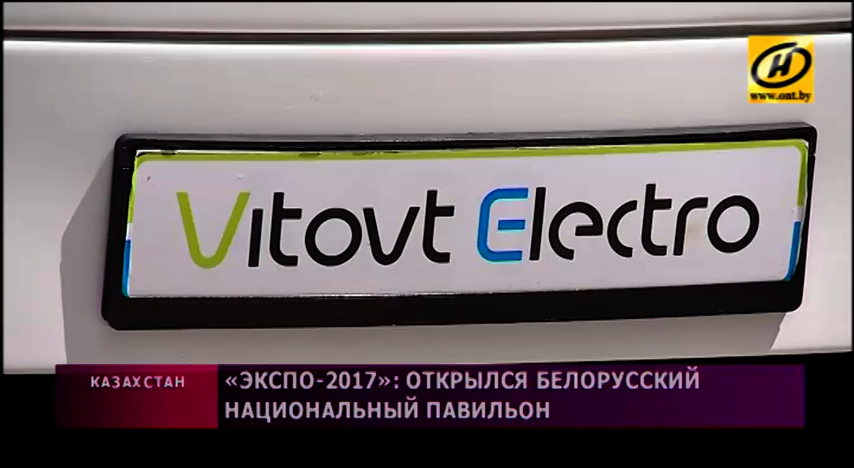 www.ont.by
Vitovt Electro
КАЗАХСТАН
«ЭКСПО-2017»: ОТКРЫЛСЯ БЕЛОРУССКИЙ
НАЦИОНАЛЬНЫЙ ПАВИЛЬОН